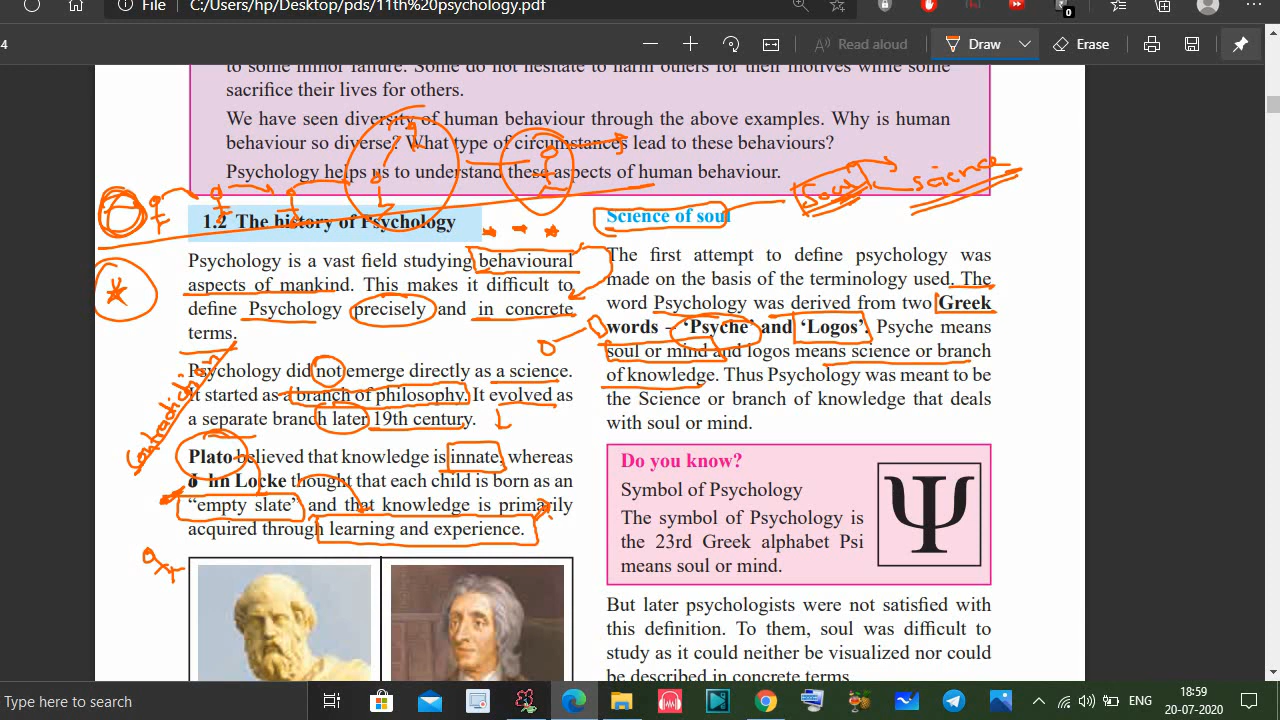 File
C:/Users/hp/Desktop/pds/11th%20psychology.pdf
0
4
Read aloud
Draw
Erase
to some minor failure. Some do not hesitate to harm others for their motives while some
sacrifice their lives for others.
We have seen diversity of human behaviour through the above examples. Why is human
behaviour so diverse? What type of circumstances lead to these behaviours?
Psychology helps us to understand these aspects of human behaviour.
Soul
science
1.2 The history of Psychology
Psychology is a vast field studying behavioural
aspects of mankind. This makes it difficult to
define Psychology precisely and in concrete
terms.
Psychology did not emerge directly as a science.
It started as a branch of philosophy. It evolved as
a separate branch later 19th century.
contradiction
Plato believed that knowledge is innate, whereas
John Locke thought that each child is born as an
“empty slate” and that knowledge is primarily
acquired through learning and experience.
Science of soul
The first attempt to define psychology was
made on the basis of the terminology used. The
word Psychology was derived from two Greek
words – ‘Psyche’ and ‘Logos’. Psyche means
soul or mind and logos means science or branch
of knowledge. Thus Psychology was meant to be
the Science or branch of knowledge that deals
with soul or mind.
Do you know?
Symbol of Psychology
The symbol of Psychology is
the 23rd Greek alphabet Psi
means soul or mind.
Ψ
But later psychologists were not satisfied with
this definition. To them, soul was difficult to
study as it could neither be visualized nor could
be described in concrete terms.
Type here to search
ENG
18:59
20-07-2020